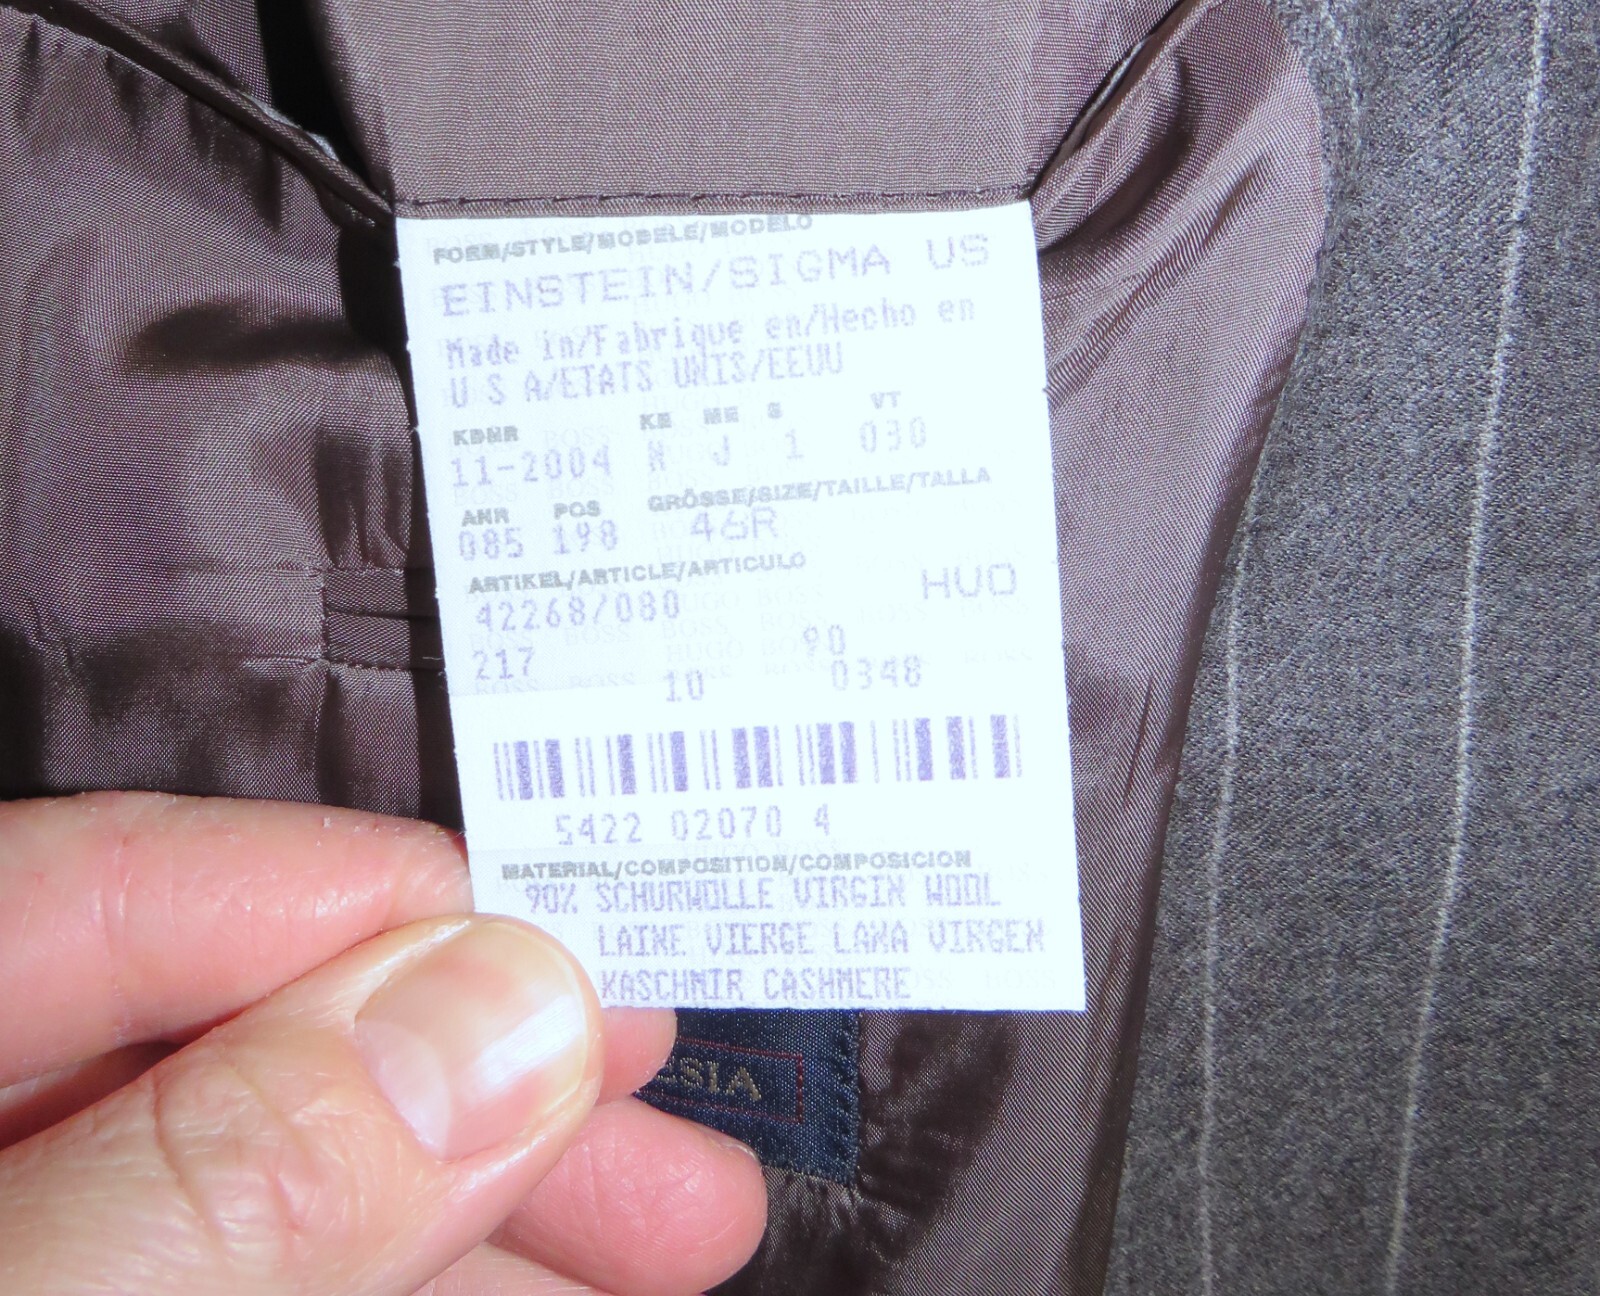 FORM/STYLE/MODELE/MODELO
EINSTEIN/SIGMA US
Made in/Fabrique en/Hecho en
U S A/ETATS UNIS/EEUU
KDNR KE ME S VT
11-2004 N J 1 030
ANR POS GRÖSSE/SIZE/TAILLE/TALLA
085 198 46R
ARTIKEL/ARTICLE/ARTICULO
42268/080 HUO
217 90
10 0348
5422 02070 4
MATERIAL/COMPOSITION/COMPOSICION
90% SCHURWOLLE VIRGIN WOOL
LAINE VIERGE LANA VIRGEN
KASCHMIR CASHMERE
ESIA